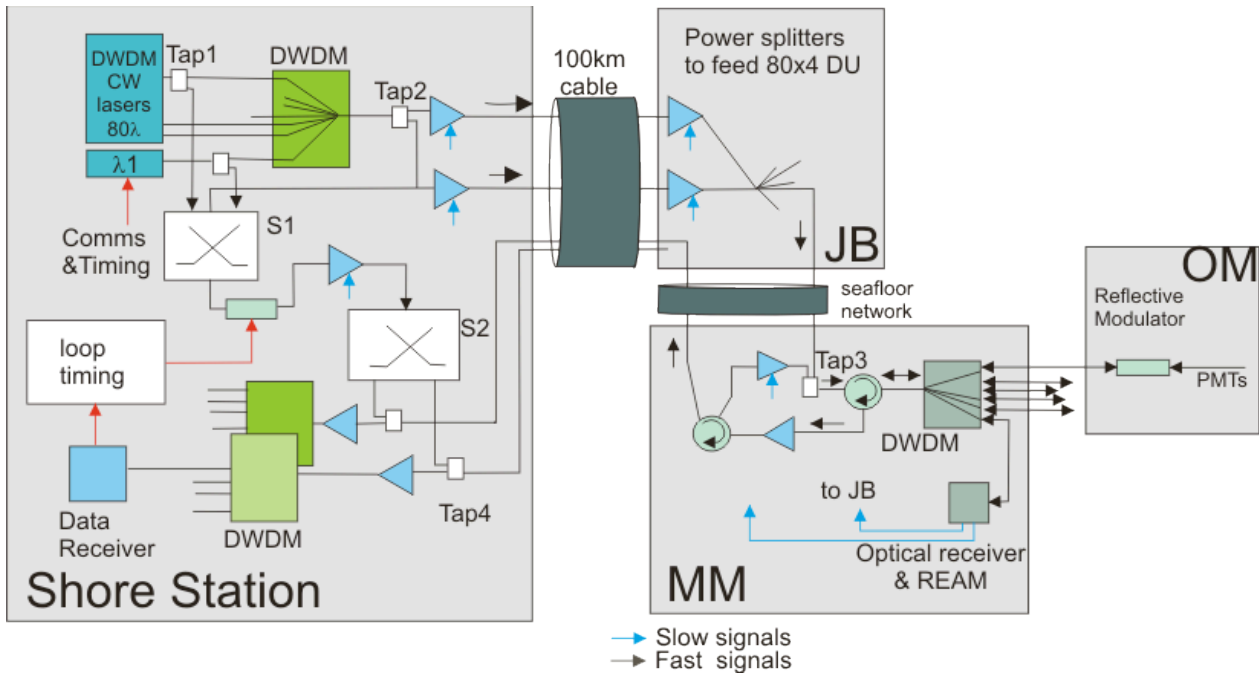 DWDM
CW
lasers
80λ
Tap1
DWDM
Tap2
λ1
Comms
&Timing
S1
S2
loop
timing
Data
Receiver
DWDM
Tap4
Shore Station
100km
cable
Power splitters
to feed 80x4 DU
JB
seafloor
network
Tap3
DWDM
to JB
Optical receiver
& REAM
MM
OM
Reflective
Modulator
PMTs
Slow signals
Fast signals